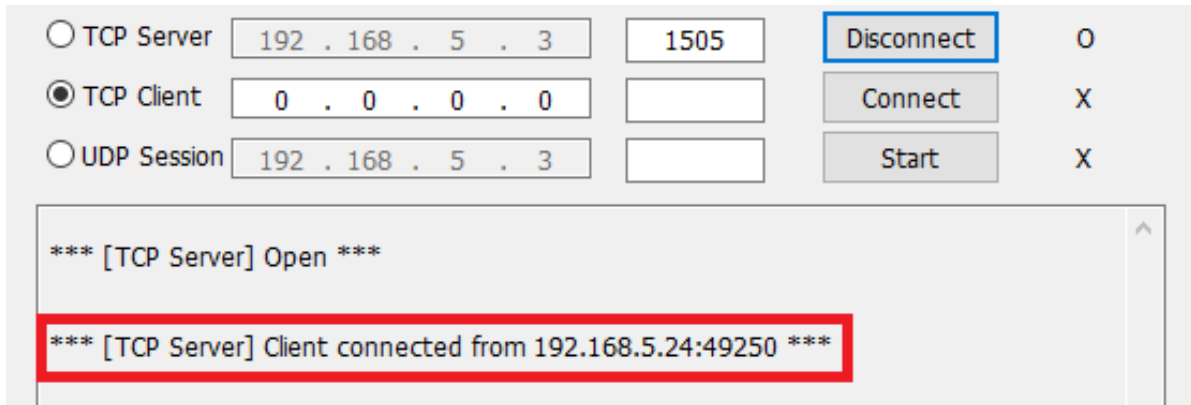 TCP Server 192 . 168 . 5 . 3 1505 Disconnect O
TCP Client 0 . 0 . 0 . 0 Connect X
UDP Session 192 . 168 . 5 . 3 Start X
*** [TCP Server] Open ***
*** [TCP Server] Client connected from 192.168.5.24:49250 ***